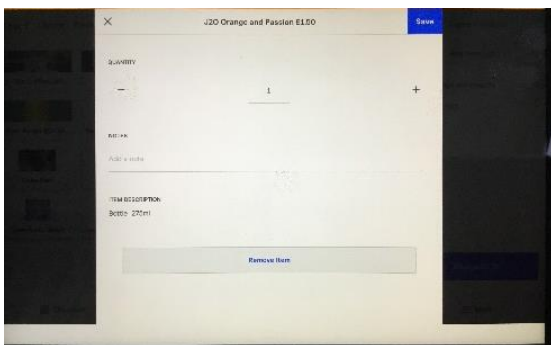 J2O Orange and Passion £1.50
Save
QUANTITY
1
NOTES
Add a note
ITEM DESCRIPTION
Bottle 275ml
Remove Item